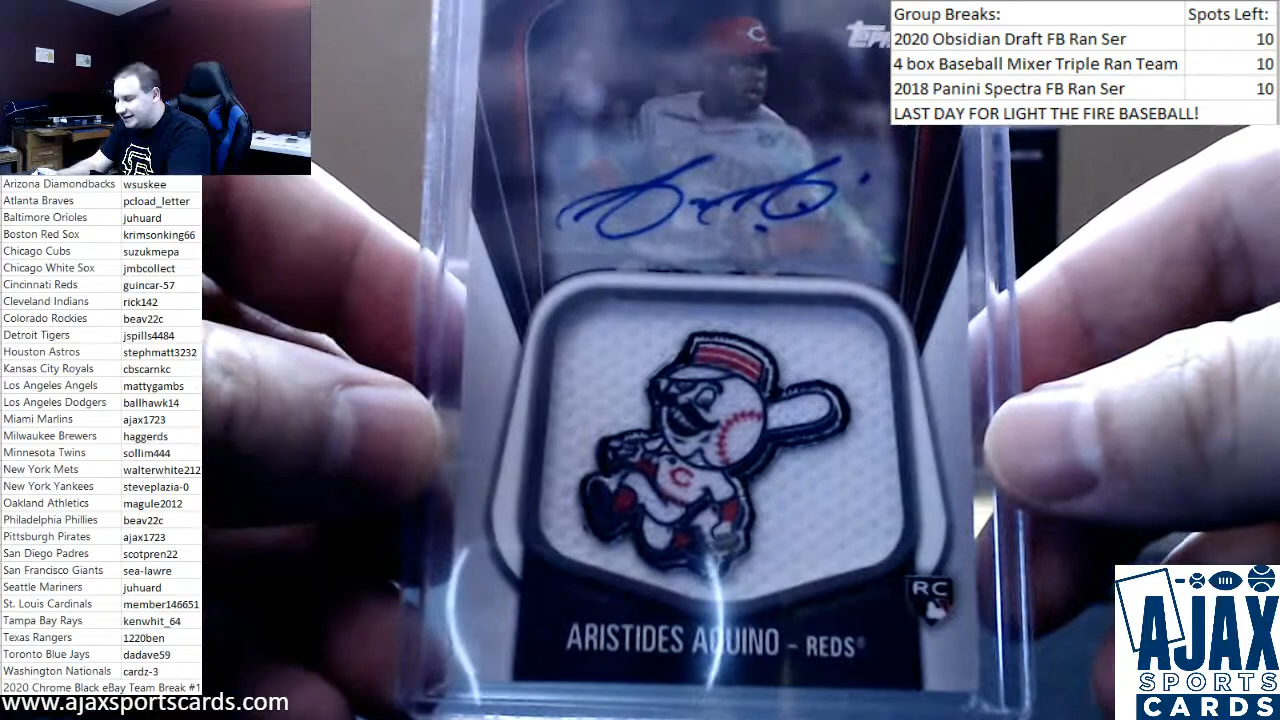 Group Breaks: Spots Left:
2020 Obsidian Draft FB Ran Ser 10
4 box Baseball Mixer Triple Ran Team 10
2018 Panini Spectra FB Ran Ser 10
LAST DAY FOR LIGHT THE FIRE BASEBALL!
Topps
C
Arizona Diamondbacks wsuskee
Atlanta Braves pcload_letter
Baltimore Orioles juhuard
Boston Red Sox krimsonking66
Chicago Cubs suzukmepa
Chicago White Sox jmbcollect
Cincinnati Reds guincar-57
Cleveland Indians rick142
Colorado Rockies beav22c
Detroit Tigers jspills4484
Houston Astros stephmatt3232
Kansas City Royals cbscarnkc
Los Angeles Angels mattygambs
Los Angeles Dodgers ballhawk14
Miami Marlins ajax1723
Milwaukee Brewers haggerds
Minnesota Twins sollim444
New York Mets walterwhite212
New York Yankees steveplazia-0
Oakland Athletics magule2012
Philadelphia Phillies beav22c
Pittsburgh Pirates ajax1723
San Diego Padres scotpren22
San Francisco Giants sea-lawre
Seattle Mariners juhuard
St. Louis Cardinals member146651
Tampa Bay Rays kenwhit_64
Texas Rangers 1220ben
Toronto Blue Jays dadave59
Washington Nationals cardz-3
2020 Chrome Black eBay Team Break #1
www.ajaxsportscards.com
C
RC
ARISTIDES AQUINO - REDS®
AJAX
SPORTS
CARDS